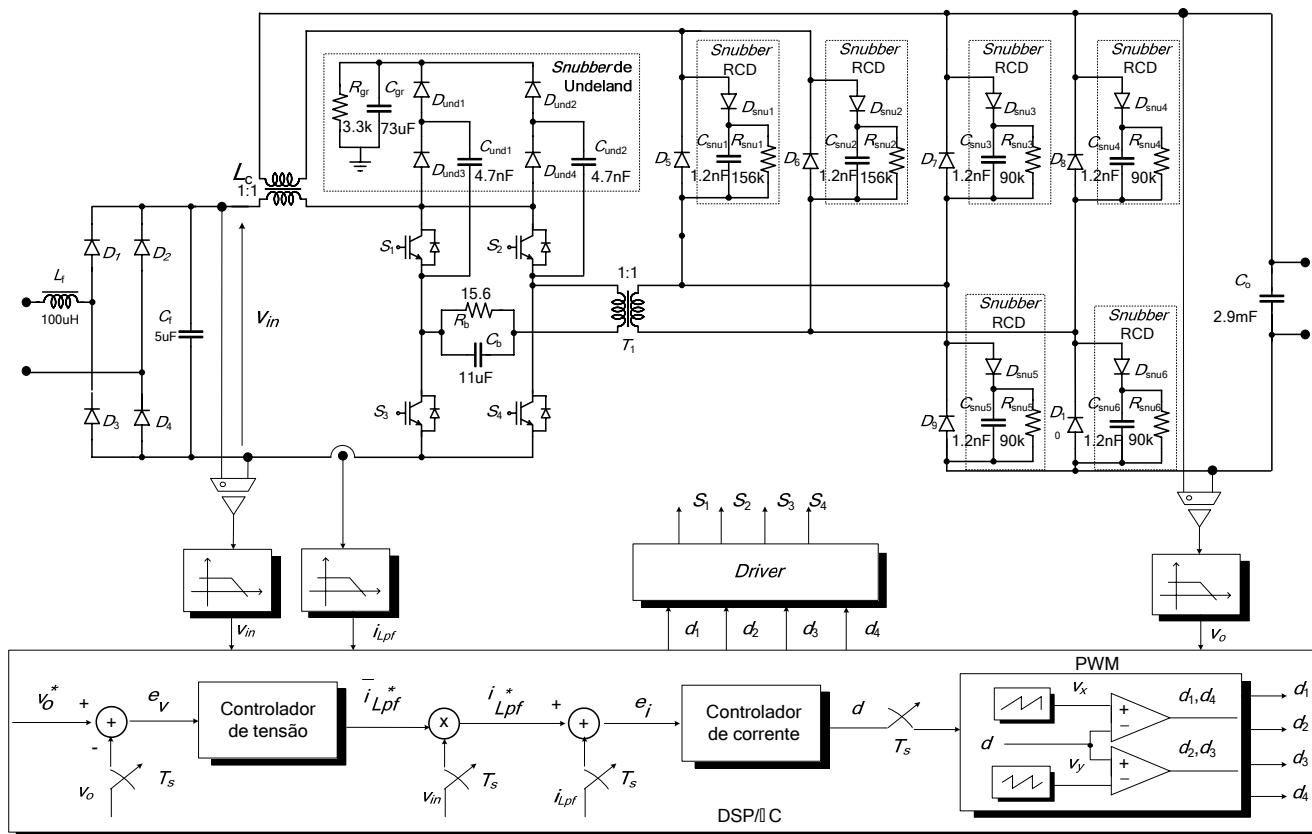 Snubber de
Undeland
R_gr
C_gr
3.3k
73uF
D_und1
D_und2
D_und3
D_und4
C_und1
4.7nF
C_und2
4.7nF
Snubber
RCD
D_snu1
C_snu1
R_snu1
D_5
1.2nF
156k
Snubber
RCD
D_snu2
C_snu2
R_snu2
D_6
1.2nF
156k
Snubber
RCD
D_snu3
C_snu3
R_snu3
D_7
1.2nF
90k
Snubber
RCD
D_snu4
C_snu4
R_snu4
D_8
1.2nF
90k
L_c
1:1
D_1
D_2
L_f
100uH
C_f
5uF
v_in
D_3
D_4
S_1
S_2
15.6
R_b
C_b
11uF
S_3
S_4
1:1
T_1
Snubber
RCD
D_snu5
C_snu5
R_snu5
D_9
1.2nF
90k
Snubber
RCD
D_snu6
C_snu6
R_snu6
D_1
0
1.2nF
90k
C_o
2.9mF
S_1 S_2 S_3 S_4
Driver
d_1 d_2 d_3 d_4
v_in
i_Lpf
v_o
v_o^*
+
+
-
v_o
T_s
e_v
Controlador
de tensão
i̅_Lpf^*
x
v_in
T_s
i_Lpf^*
+
+
-
i_Lpf
T_s
e_i
Controlador
de corrente
d
T_s
PWM
v_x
d
v_y
+
−
+
−
d_1,d_4
d_2,d_3
d_1
d_2
d_3
d_4
DSP/▯C